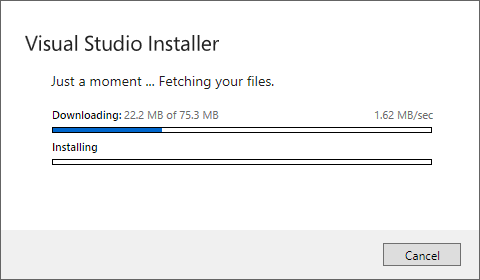 Visual Studio Installer
Just a moment ... Fetching your files.
Downloading: 22.2 MB of 75.3 MB 1.62 MB/sec
Installing
Cancel